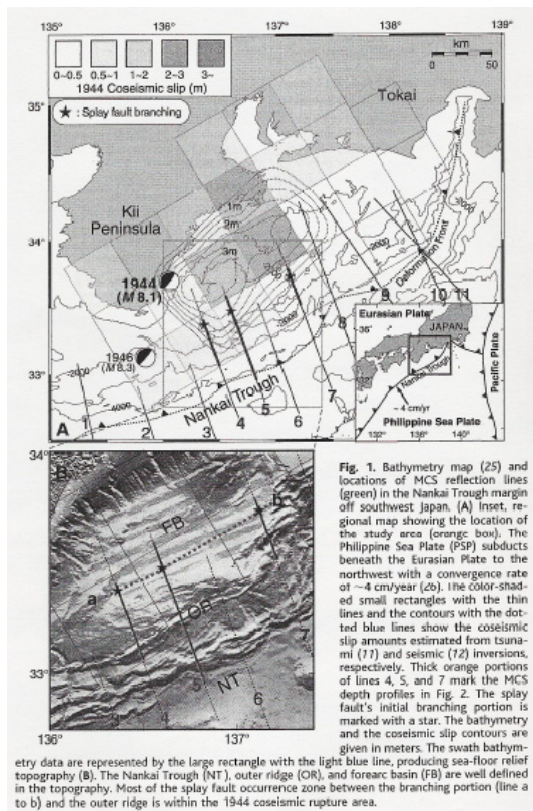 135° 136° 137° 138° 139°
km
0 50
0~0.5 0.5~1 1~2 2~3 3~
1944 Coseismic slip (m)
★ : Splay fault branching
Tokai
35°
Kii
Peninsula
1m
2m
3m
34°
1944
(M 8.1)
1946
(M 8.3)
33°
-2000
-4000
Deformation Front
Nankai Trough
1 2 3 4 5 6 7 8 9 10 11
A
Eurasian Plate
JAPAN
Pacific Plate
Nankai Trough
~ 4 cm/yr
Philippine Sea Plate
132° 136° 140°
34°
B
FB
b
a
OR
NT
3 4 5 6 7
33°
136° 137°
Fig. 1. Bathymetry map (25) and
locations of MCS reflection lines
(green) in the Nankai Trough margin
off southwest Japan. (A) Inset, re-
gional map showing the location of
the study area (orange box). The
Philippine Sea Plate (PSP) subducts
beneath the Eurasian Plate to the
northwest with a convergence rate
of ~4 cm/year (26). The color-shad-
ed small rectangles with the thin
lines and the contours with the dot-
ted blue lines show the coseismic
slip amounts estimated from tsuna-
mi (11) and seismic (12) inversions,
respectively. Thick orange portions
of lines 4, 5, and 7 mark the MCS
depth profiles in Fig. 2. The splay
fault's initial branching portion is
marked with a star. The bathymetry
and the coseismic slip contours are
given in meters. The swath bathym-
etry data are represented by the large rectangle with the light blue line, producing sea-floor relief
topography (B). The Nankai Trough (NT), outer ridge (OR), and forearc basin (FB) are well defined
in the topography. Most of the splay fault occurrence zone between the branching portion (line a
to b) and the outer ridge is within the 1944 coseismic rupture area.